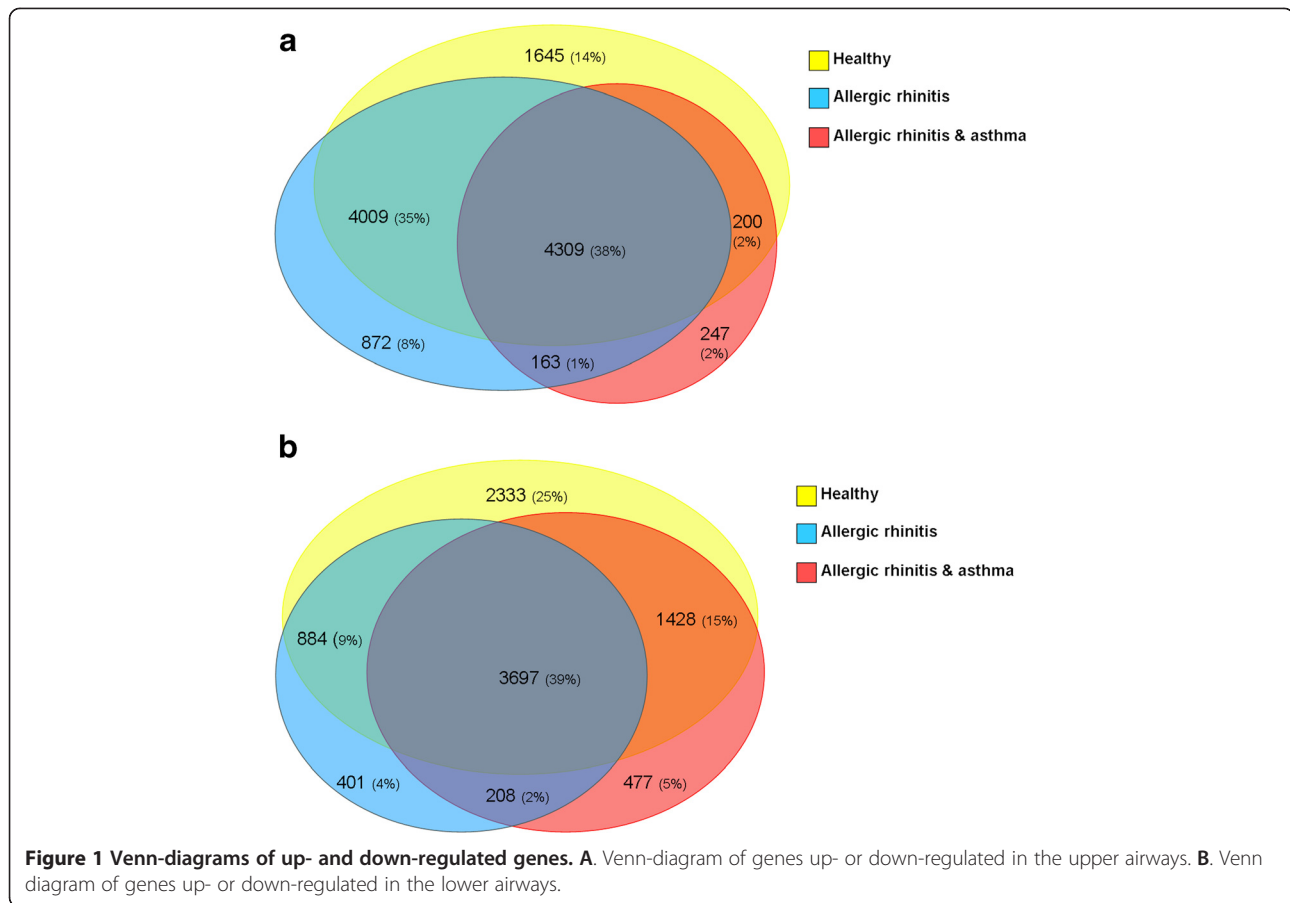 a
1645 (14%)
Healthy
Allergic rhinitis
Allergic rhinitis & asthma
4009 (35%)
200
(2%)
4309 (38%)
872 (8%)
247
(2%)
163 (1%)
b
2333 (25%)
Healthy
Allergic rhinitis
Allergic rhinitis & asthma
884 (9%)
1428 (15%)
3697 (39%)
401 (4%)
477 (5%)
208 (2%)
Figure 1 Venn-diagrams of up- and down-regulated genes. A. Venn-diagram of genes up- or down-regulated in the upper airways. B. Venn
diagram of genes up- or down-regulated in the lower airways.